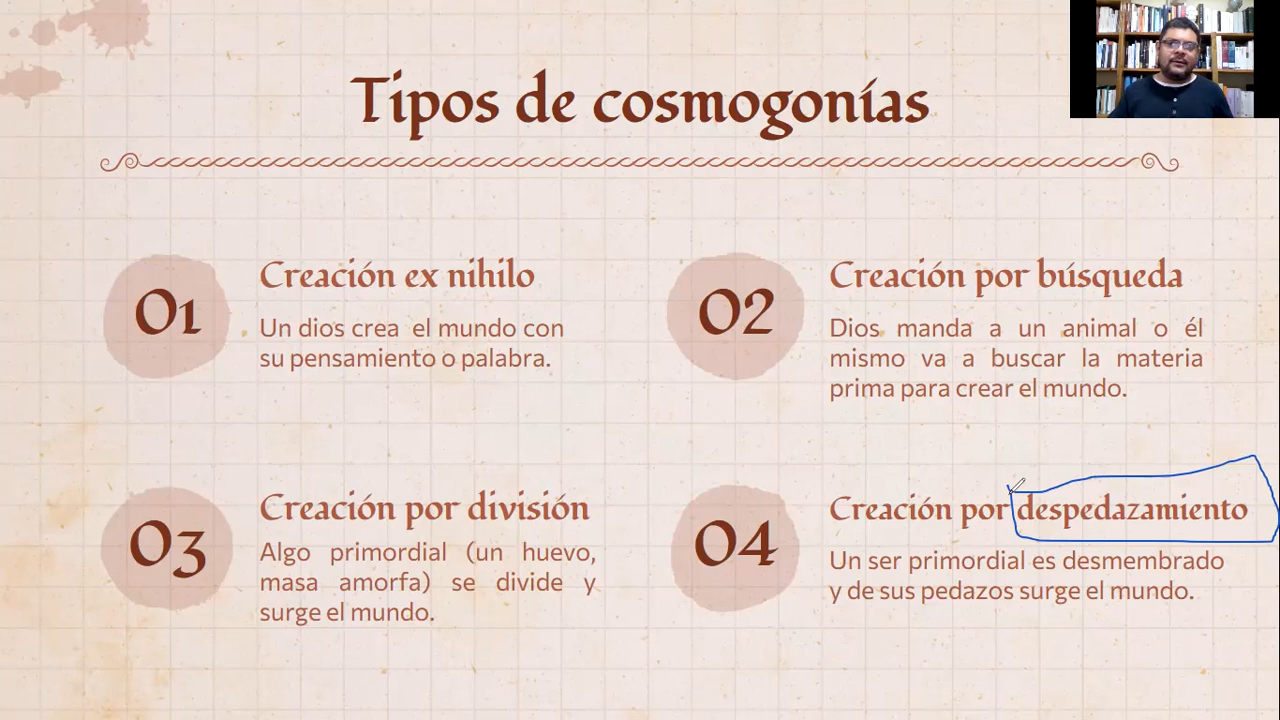 Tipos de cosmogonías
01
Creación ex nihilo
Un dios crea el mundo con
su pensamiento o palabra.
02
Creación por búsqueda
Dios manda a un animal o él
mismo va a buscar la materia
prima para crear el mundo.
03
Creación por división
Algo primordial (un huevo,
masa amorfa) se divide y
surge el mundo.
04
Creación por despedazamiento
Un ser primordial es desmembrado
y de sus pedazos surge el mundo.